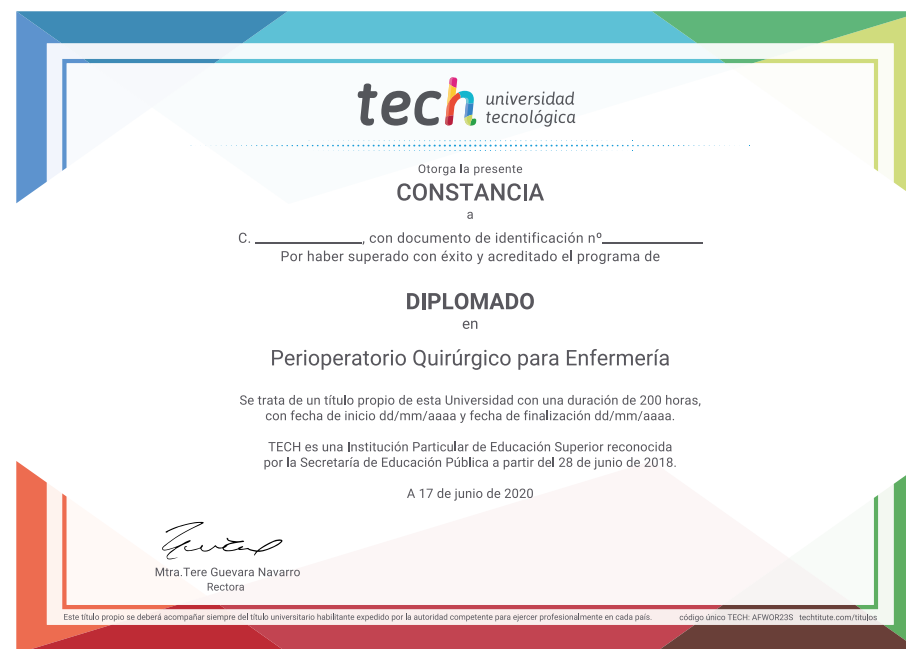 tech universidad
tecnológica
Otorga la presente
CONSTANCIA
a
C. ______________, con documento de identificación nº______________
Por haber superado con éxito y acreditado el programa de
DIPLOMADO
en
Perioperatorio Quirúrgico para Enfermería
Se trata de un título propio de esta Universidad con una duración de 200 horas,
con fecha de inicio dd/mm/aaaa y fecha de finalización dd/mm/aaaa.
TECH es una Institución Particular de Educación Superior reconocida
por la Secretaría de Educación Pública a partir del 28 de junio de 2018.
A 17 de junio de 2020
Mtra.Tere Guevara Navarro
Rectora
Este título propio se deberá acompañar siempre del título universitario habilitante expedido por la autoridad competente para ejercer profesionalmente en cada país. código único TECH: AFWOR23S techtitute.com/titulos